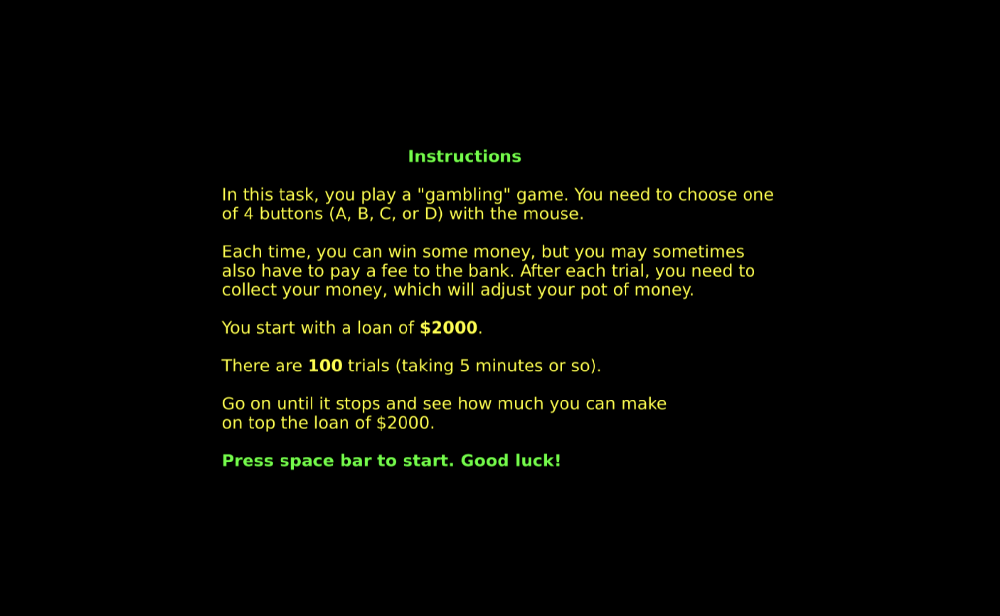 Instructions
In this task, you play a "gambling" game. You need to choose one
of 4 buttons (A, B, C, or D) with the mouse.
Each time, you can win some money, but you may sometimes
also have to pay a fee to the bank. After each trial, you need to
collect your money, which will adjust your pot of money.
You start with a loan of $2000.
There are 100 trials (taking 5 minutes or so).
Go on until it stops and see how much you can make
on top the loan of $2000.
Press space bar to start. Good luck!